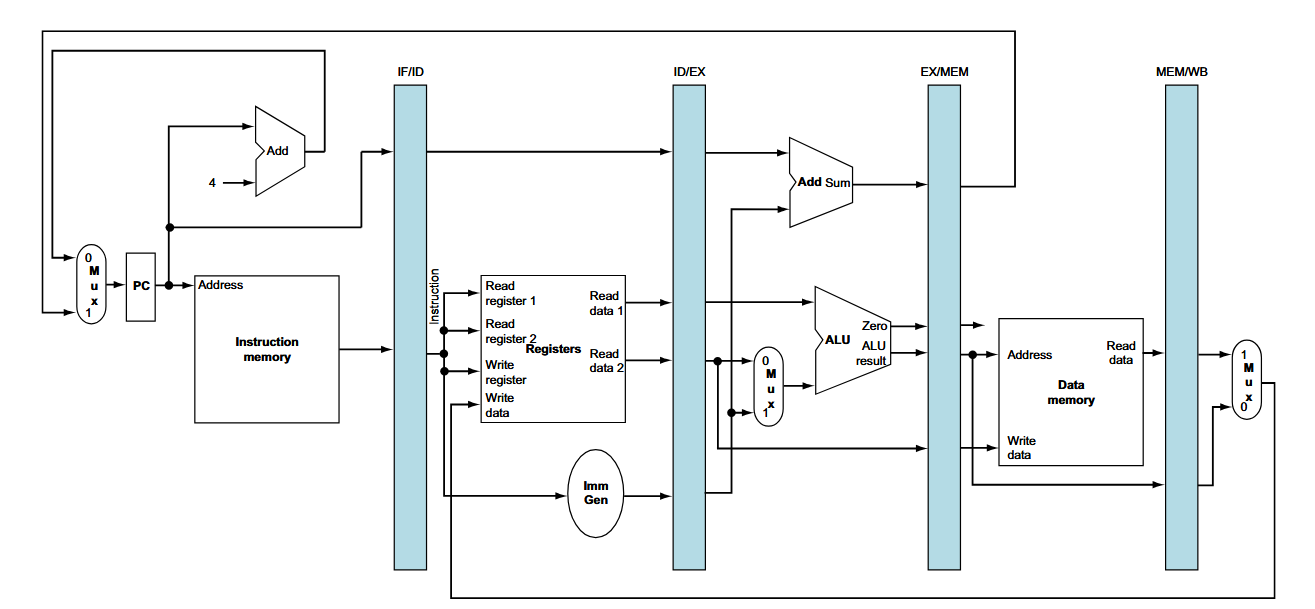 IF/ID
ID/EX
EX/MEM
MEM/WB
Add
4
Add Sum
0
M
u
x
1
PC
Address
Instruction
memory
Instruction
Read
register 1
Read
register 2
Write
register
Write
data
Registers
Read
data 1
Read
data 2
Imm
Gen
0
M
u
x
1
ALU
Zero
ALU
result
Address
Write
data
Data
memory
Read
data
1
M
u
x
0